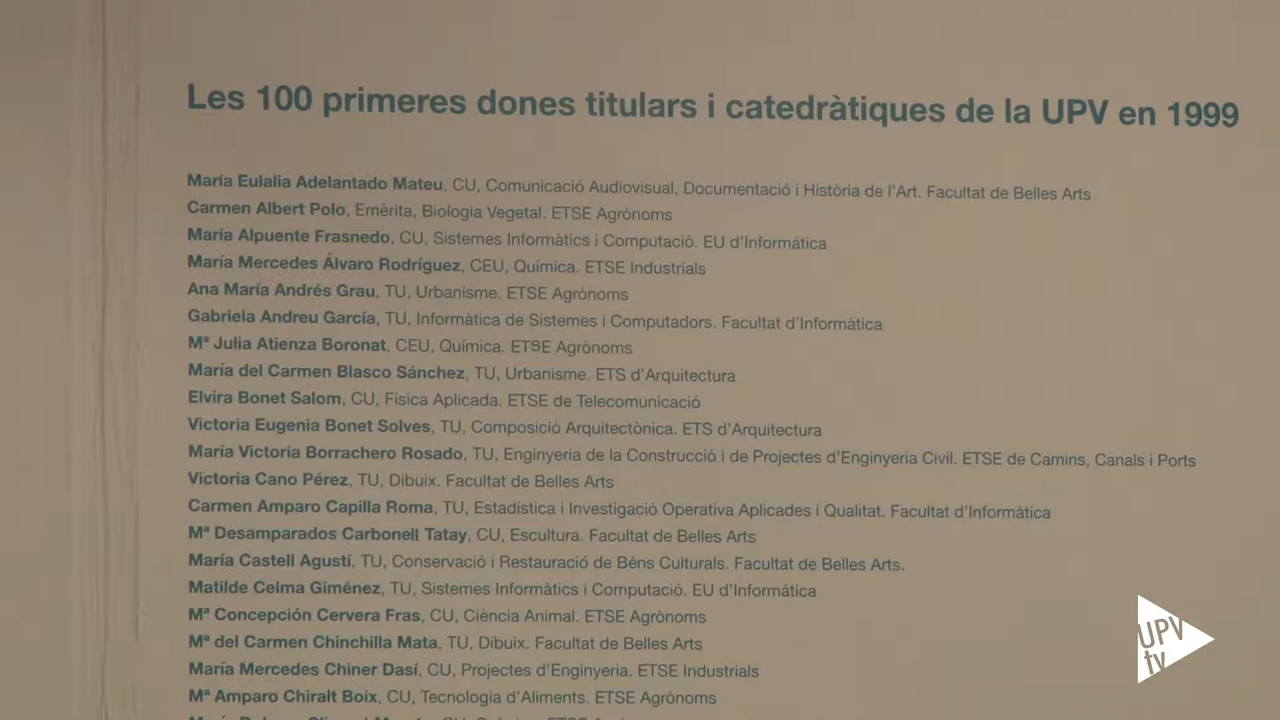 Les 100 primeres dones titulars i catedràtiques de la UPV en 1999
María Eulalia Adelantado Mateu, CU, Comunicació Audiovisual, Documentació i Història de l'Art. Facultat de Belles Arts
Carmen Albert Polo, Emèrita, Biologia Vegetal. ETSE Agrònoms
María Alpuente Frasnedo, CU, Sistemes Informàtics i Computació. EU d'Informática
María Mercedes Álvaro Rodríguez, CEU, Química. ETSE Industrials
Ana María Andrés Grau, TU, Urbanisme. ETSE Agrònoms
Gabriela Andreu García, TU, Informàtica de Sistemes i Computadors. Facultat d'Informàtica
Mª Julia Atienza Boronat, CEU, Química. ETSE Agrònoms
María del Carmen Blasco Sánchez, TU, Urbanisme. ETS d'Arquitectura
Elvira Bonet Salom, CU, Física Aplicada. ETSE de Telecomunicació
Victoria Eugenia Bonet Solves, TU, Composició Arquitectònica. ETS d'Arquitectura
María Victoria Borrachero Rosado, TU, Enginyeria de la Construcció i de Projectes d'Enginyeria Civil. ETSE de Camins, Canals i Ports
Victoria Cano Pérez, TU, Dibuix. Facultat de Belles Arts
Carmen Amparo Capilla Roma, TU, Estadística i Investigació Operativa Aplicades i Qualitat. Facultat d'Informàtica
Mª Desamparados Carbonell Tatay, CU, Escultura. Facultat de Belles Arts
María Castell Agustí, TU, Conservació i Restauració de Béns Culturals. Facultat de Belles Arts.
Matilde Celma Giménez, TU, Sistemes Informàtics i Computació. EU d'Informática
Mª Concepción Cervera Fras, CU, Ciència Animal. ETSE Agrònoms
Mª del Carmen Chinchilla Mata, TU, Dibuix. Facultat de Belles Arts
María Mercedes Chiner Dasí, CU, Projectes d'Enginyeria. ETSE Industrials
Mª Amparo Chiralt Boix, CU, Tecnologia d'Aliments. ETSE Agrònoms
UPV
tv